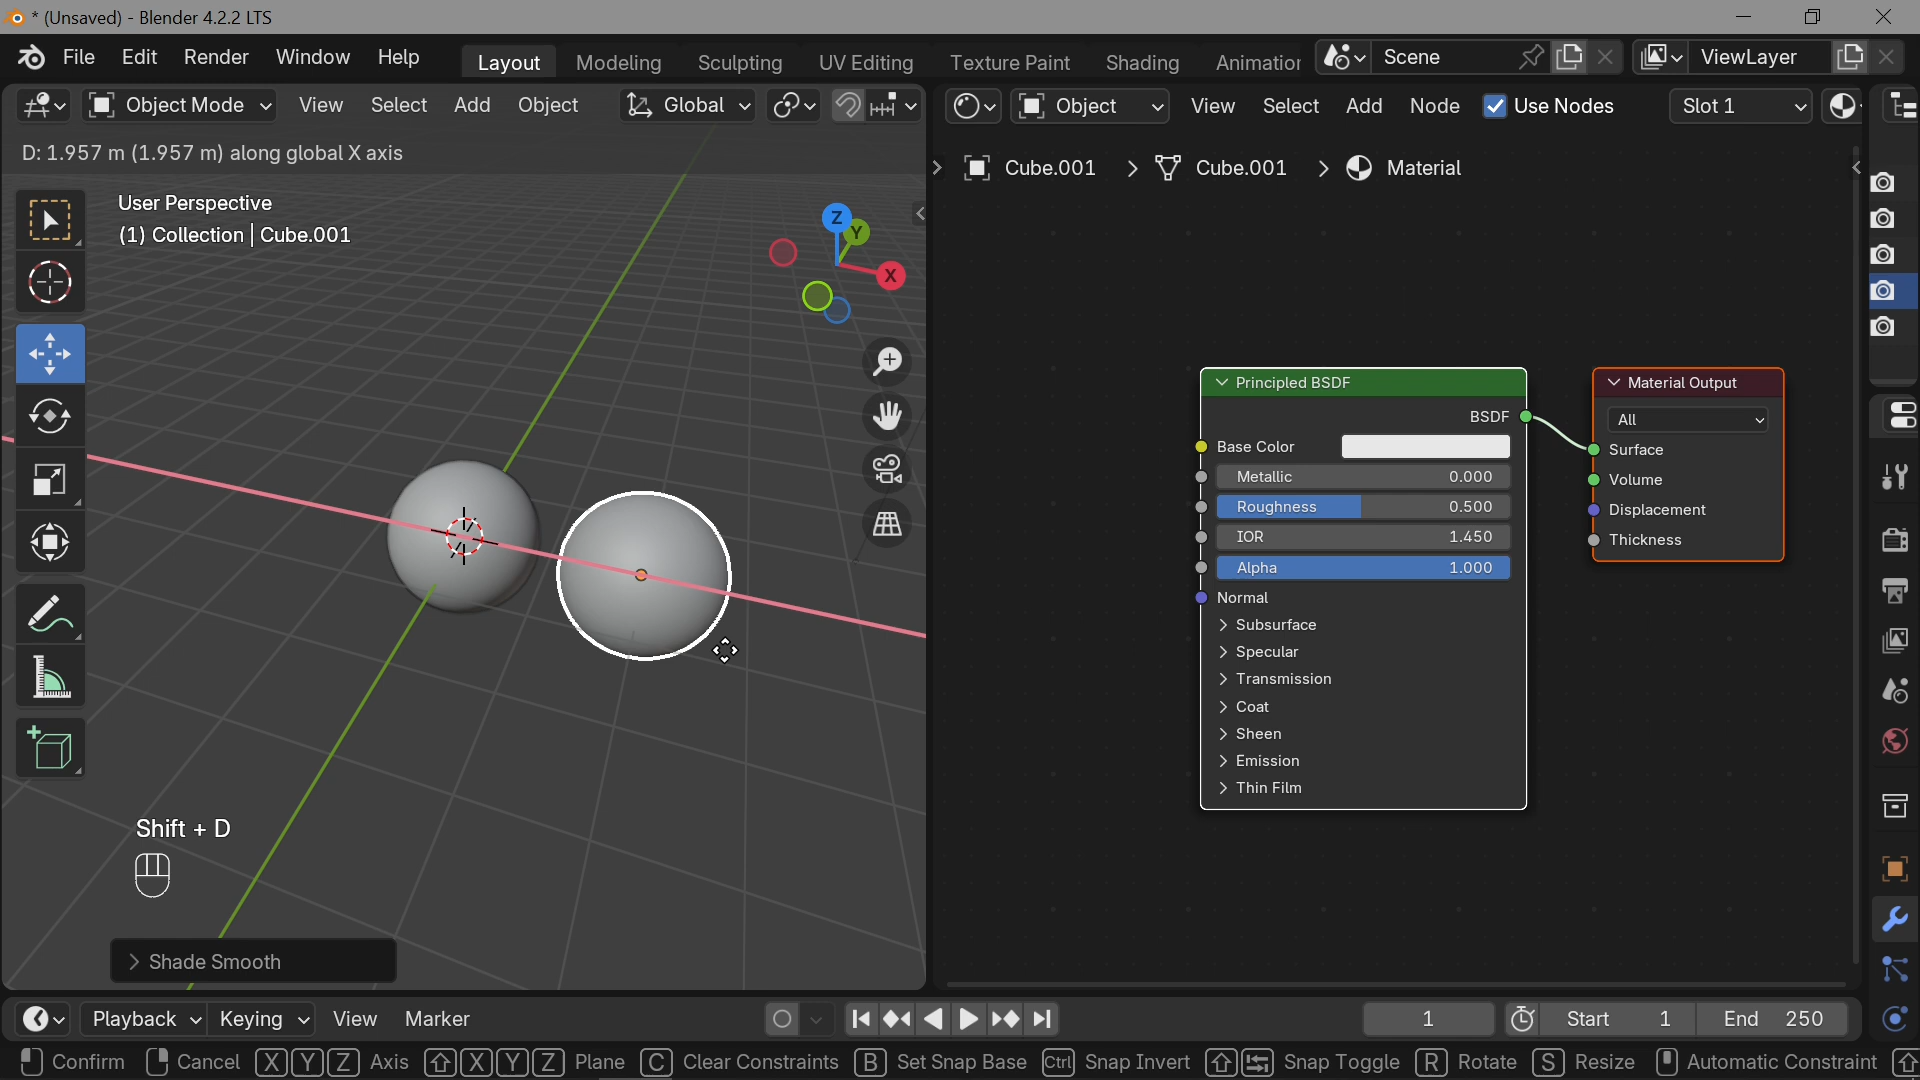 * (Unsaved) - Blender 4.2.2 LTS
File Edit Render Window Help Layout Modeling Sculpting UV Editing Texture Paint Shading Animation Scene ViewLayer
Object Mode View Select Add Object Global Object View Select Add Node Use Nodes Slot 1
D: 1.957 m (1.957 m) along global X axis
Cube.001 > Cube.001 > Material
User Perspective
(1) Collection | Cube.001
Z
Y
X
Principled BSDF
BSDF
Base Color
Metallic 0.000
Roughness 0.500
IOR 1.450
Alpha 1.000
Normal
Subsurface
Specular
Transmission
Coat
Sheen
Emission
Thin Film
Material Output
All
Surface
Volume
Displacement
Thickness
Shift + D
Shade Smooth
Playback Keying View Marker 1 Start 1 End 250
Confirm Cancel X Y Z Axis X Y Z Plane C Clear Constraints B Set Snap Base Ctrl Snap Invert Snap Toggle R Rotate S Resize Automatic Constraint